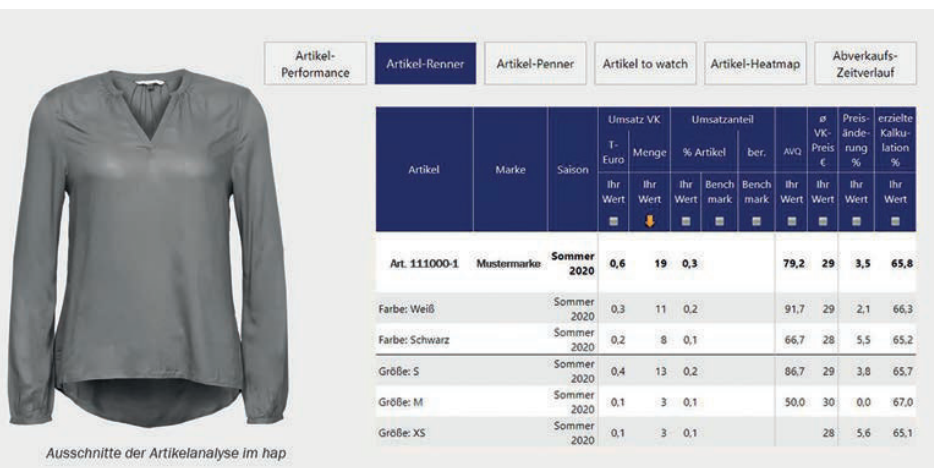 Artikel-Performance
Artikel-Renner
Artikel-Penner
Artikel to watch
Artikel-Heatmap
Abverkaufs-Zeitverlauf
Artikel Marke Saison Umsatz VK Umsatzanteil AVQ ø VK-Preis € Preis-ände-rung % erzielte Kalku-lation %
T-Euro Menge % Artikel ber.
Ihr Wert Ihr Wert Ihr Wert Bench mark Bench mark Ihr Wert Ihr Wert Ihr Wert Ihr Wert
Art. 111000-1 Mustermarke Sommer 2020 0,6 19 0,3 79,2 29 3,5 65,8
Farbe: Weiß Sommer 2020 0,3 11 0,2 91,7 29 2,1 66,3
Farbe: Schwarz Sommer 2020 0,2 8 0,1 66,7 28 5,5 65,2
Größe: S Sommer 2020 0,4 13 0,2 86,7 29 3,8 65,7
Größe: M Sommer 2020 0,1 3 0,1 50,0 30 0,0 67,0
Größe: XS Sommer 2020 0,1 3 0,1 28 5,6 65,1
Ausschnitte der Artikelanalyse im hap